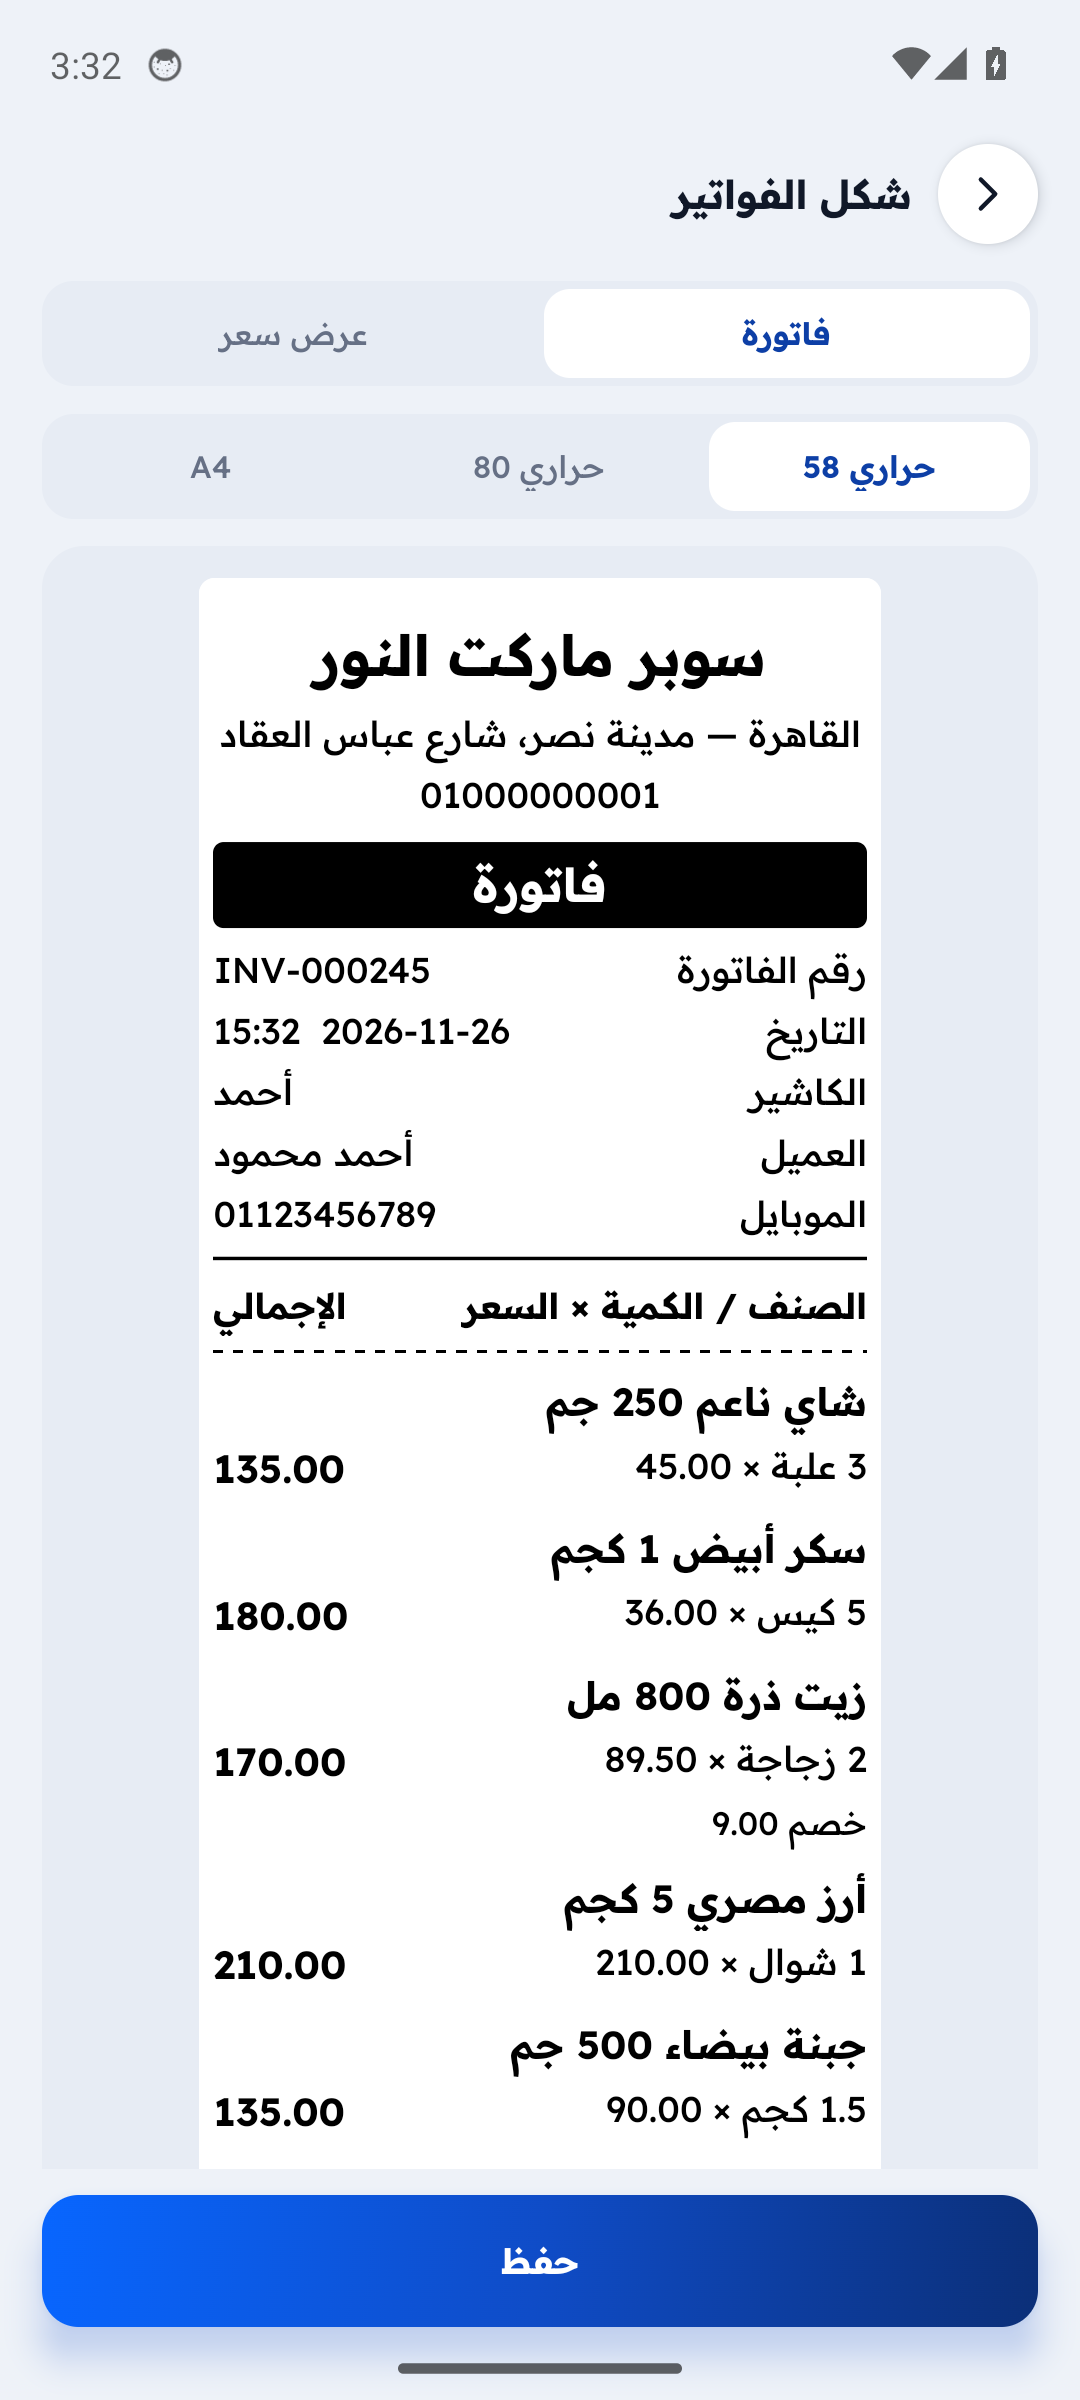 3:32
شكل الفواتير
فاتورة
عرض سعر
حراري 58
حراري 80
A4
سوبر ماركت النور
القاهرة — مدينة نصر، شارع عباس العقاد
01000000001
فاتورة
رقم الفاتورة INV-000245
التاريخ 2026-11-26 15:32
الكاشير أحمد
العميل أحمد محمود
الموبايل 01123456789
الصنف / الكمية × السعر الإجمالي
شاي ناعم 250 جم
3 علبة × 45.00 135.00
سكر أبيض 1 كجم
5 كيس × 36.00 180.00
زيت ذرة 800 مل
2 زجاجة × 89.50 170.00
خصم 9.00
أرز مصري 5 كجم
1 شوال × 210.00 210.00
جبنة بيضاء 500 جم
1.5 كجم × 90.00 135.00
حفظ